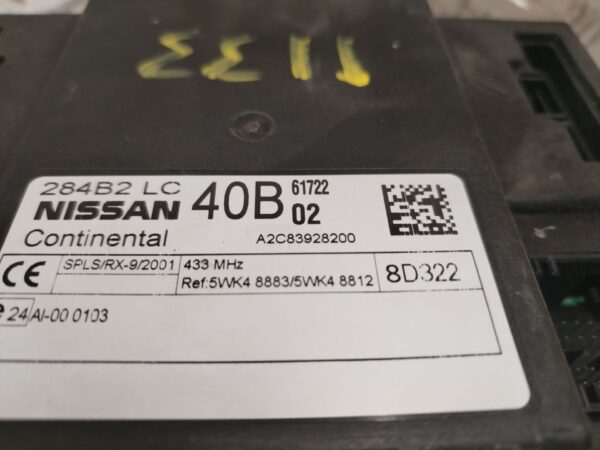 1133
284B2 LC
NISSAN 40B 61722 02
Continental A2C83928200
CE SPLS/RX-9/2001 433 MHz
Ref:5WK4 8883/5WK4 8812 8D322
e 24 AI-00 0103